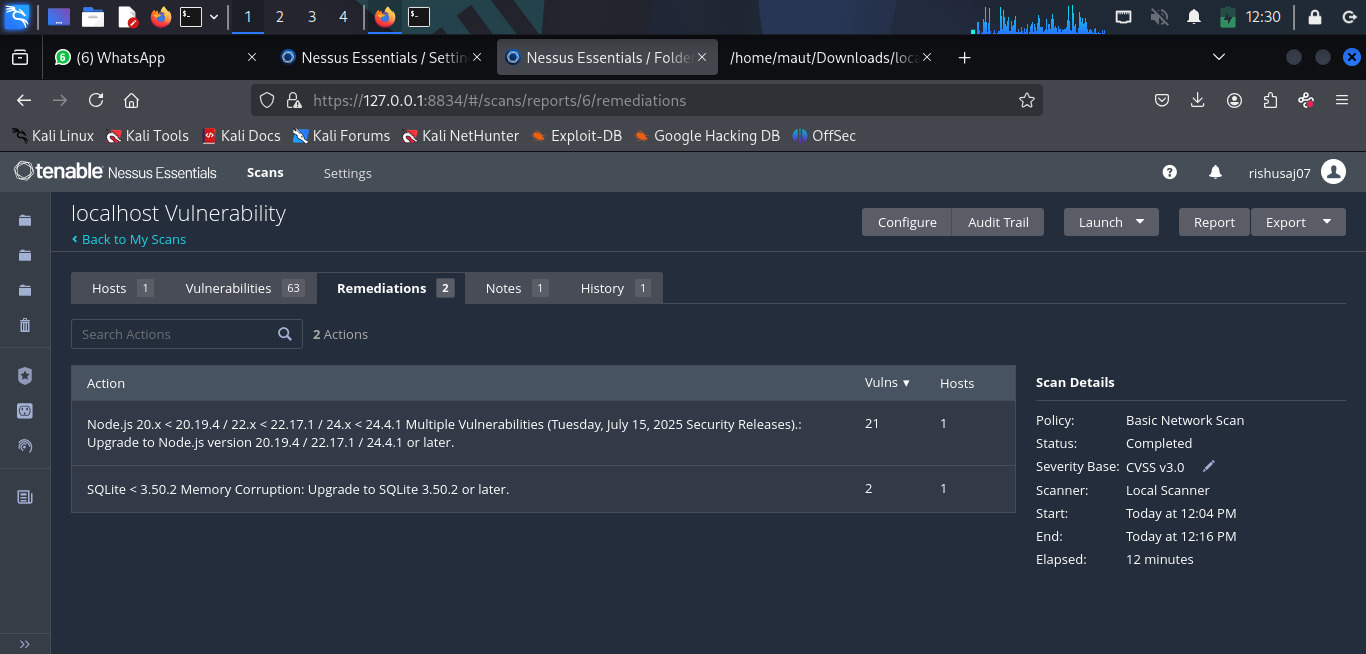 1 2 3 4 12:30
6 (6) WhatsApp Nessus Essentials / Settin Nessus Essentials / Folde /home/maut/Downloads/loca
https://127.0.0.1:8834/#/scans/reports/6/remediations
Kali Linux Kali Tools Kali Docs Kali Forums Kali NetHunter Exploit-DB Google Hacking DB OffSec
tenable Nessus Essentials Scans Settings rishusaj07
localhost Vulnerability
Configure Audit Trail Launch Report Export
Back to My Scans
Hosts 1 Vulnerabilities 63 Remediations 2 Notes 1 History 1
Search Actions 2 Actions
Action Vulns Hosts
Node.js 20.x < 20.19.4 / 22.x < 22.17.1 / 24.x < 24.4.1 Multiple Vulnerabilities (Tuesday, July 15, 2025 Security Releases).: 21 1
Upgrade to Node.js version 20.19.4 / 22.17.1 / 24.4.1 or later.
SQLite < 3.50.2 Memory Corruption: Upgrade to SQLite 3.50.2 or later. 2 1
Scan Details
Policy: Basic Network Scan
Status: Completed
Severity Base: CVSS v3.0
Scanner: Local Scanner
Start: Today at 12:04 PM
End: Today at 12:16 PM
Elapsed: 12 minutes